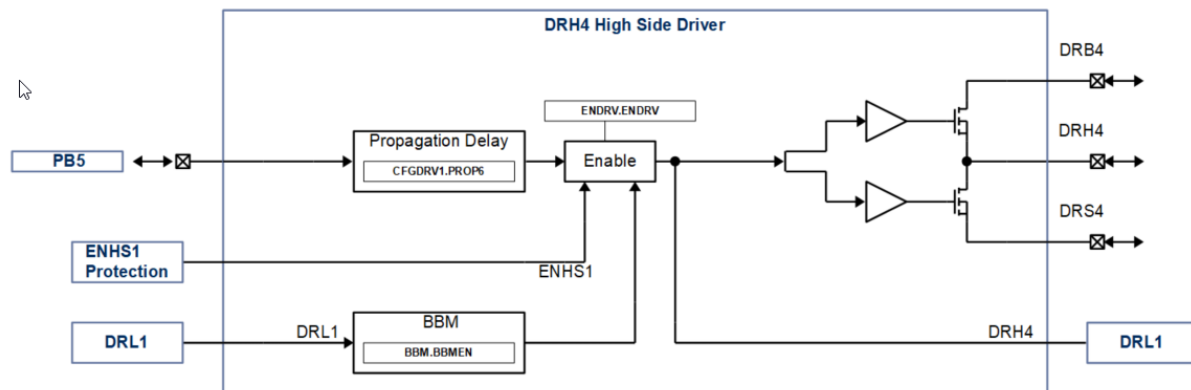 DRH4 High Side Driver
DRB4
ENDRV.ENDRV
PB5
Propagation Delay
CFGDRV1.PROP6
Enable
DRH4
DRS4
ENHS1
Protection
ENHS1
DRL1
DRL1
BBM
BBM.BBMEN
DRH4
DRL1